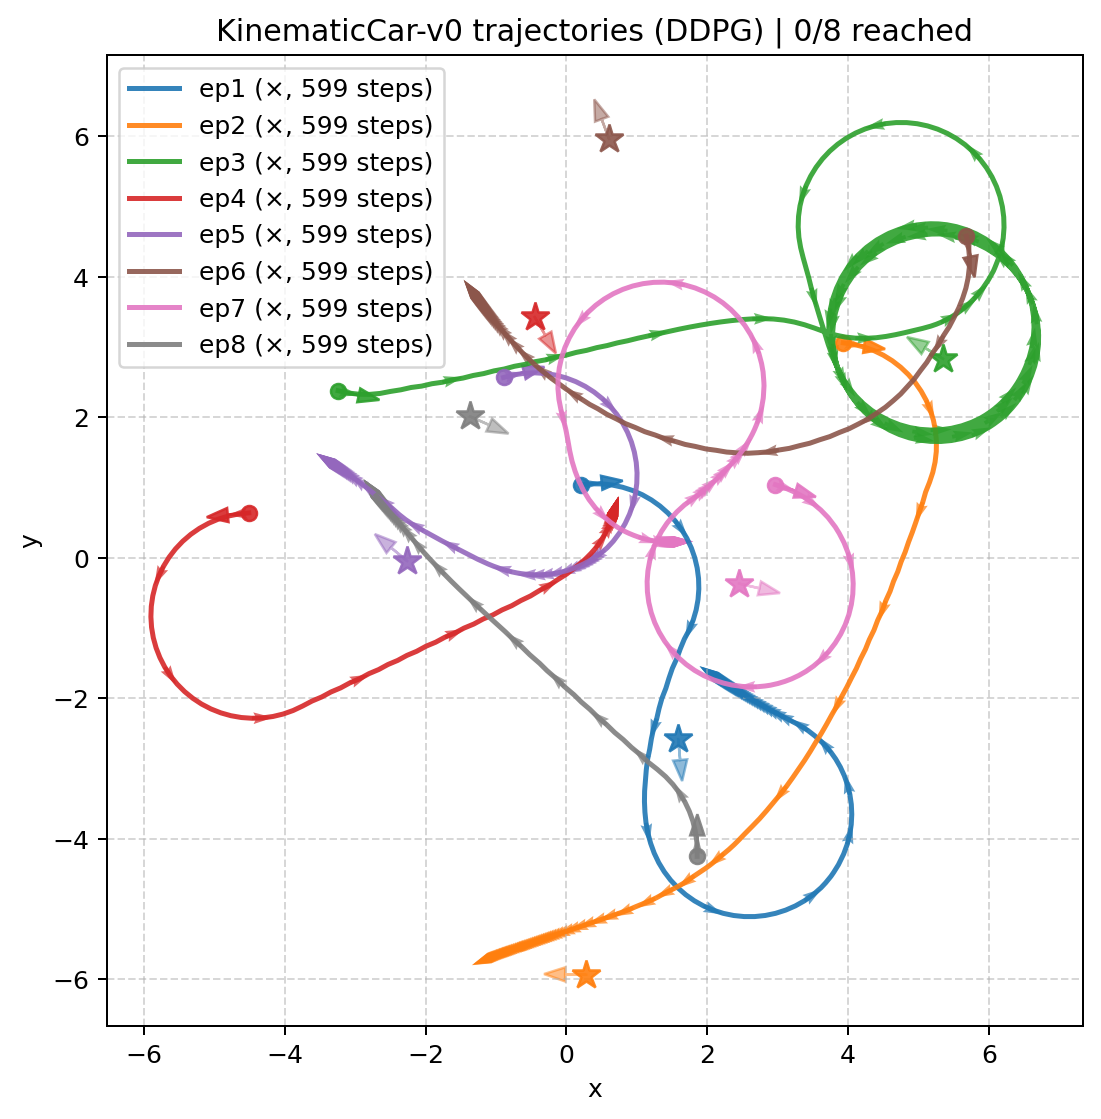 KinematicCar-v0 trajectories (DDPG) | 0/8 reached
ep1 (×, 599 steps)
ep2 (×, 599 steps)
ep3 (×, 599 steps)
ep4 (×, 599 steps)
ep5 (×, 599 steps)
ep6 (×, 599 steps)
ep7 (×, 599 steps)
ep8 (×, 599 steps)
6
4
2
0
−2
−4
−6
y
−6 −4 −2 0 2 4 6
x